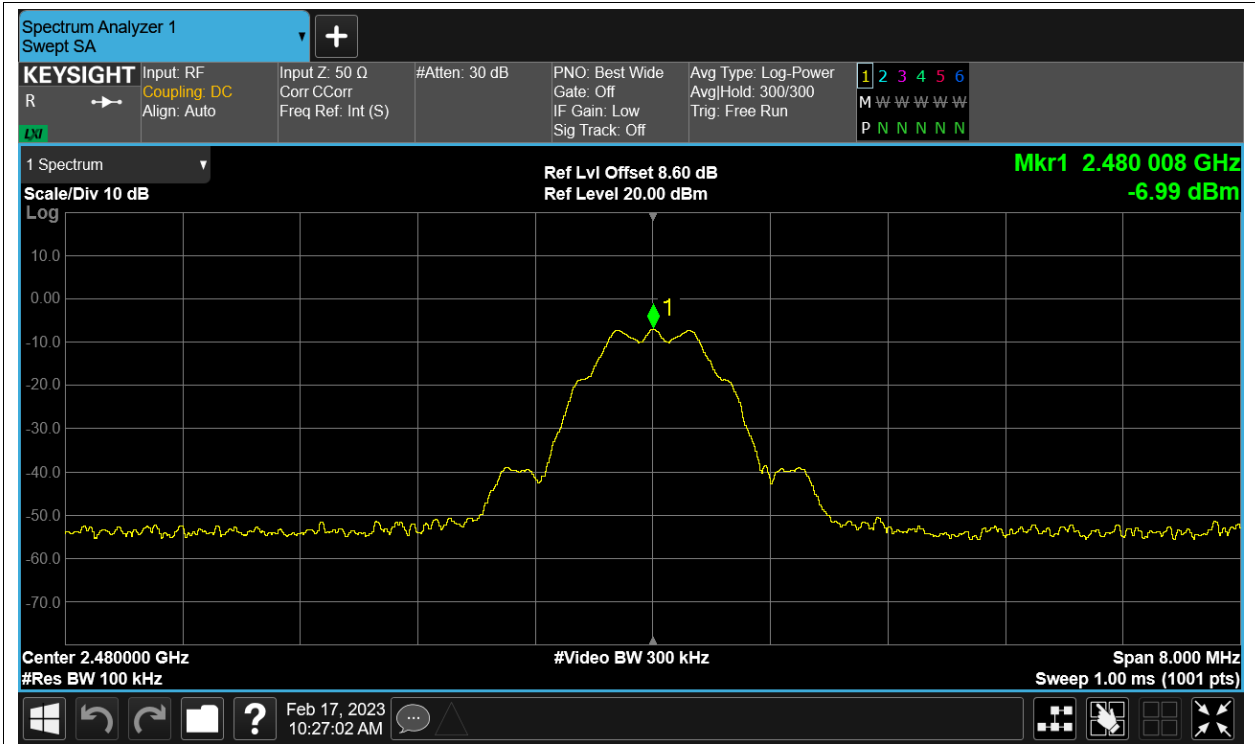 Spectrum Analyzer 1
Swept SA
KEYSIGHT
R
LXI
Input: RF
Coupling: DC
Align: Auto
Input Z: 50 Ω
Corr CCorr
Freq Ref: Int (S)
#Atten: 30 dB
PNO: Best Wide
Gate: Off
IF Gain: Low
Sig Track: Off
Avg Type: Log-Power
Avg|Hold: 300/300
Trig: Free Run
1 2 3 4 5 6
M W W W W W
P N N N N N
1 Spectrum
Scale/Div 10 dB
Log
Ref Lvl Offset 8.60 dB
Ref Level 20.00 dBm
Mkr1 2.480 008 GHz
-6.99 dBm
10.0
0.00
1
-10.0
-20.0
-30.0
-40.0
-50.0
-60.0
-70.0
Center 2.480000 GHz
#Res BW 100 kHz
#Video BW 300 kHz
Span 8.000 MHz
Sweep 1.00 ms (1001 pts)
?
Feb 17, 2023
10:27:02 AM